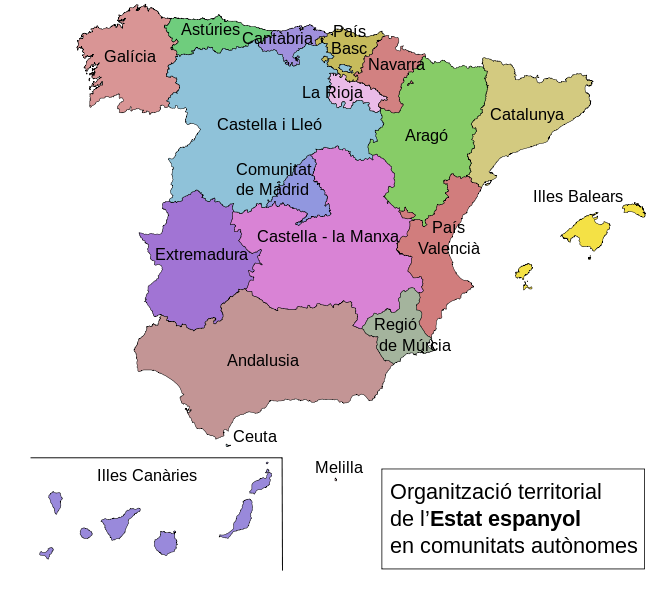 Astúries
Cantàbria
País
Basc
Galícia
Navarra
La Rioja
Castella i Lleó
Catalunya
Aragó
Comunitat
de Madrid
Illes Balears
País
Valencià
Castella - la Manxa
Extremadura
Regió
de Múrcia
Andalusia
Ceuta
Melilla
Illes Canàries
Organització territorial
de l’Estat espanyol
en comunitats autònomes